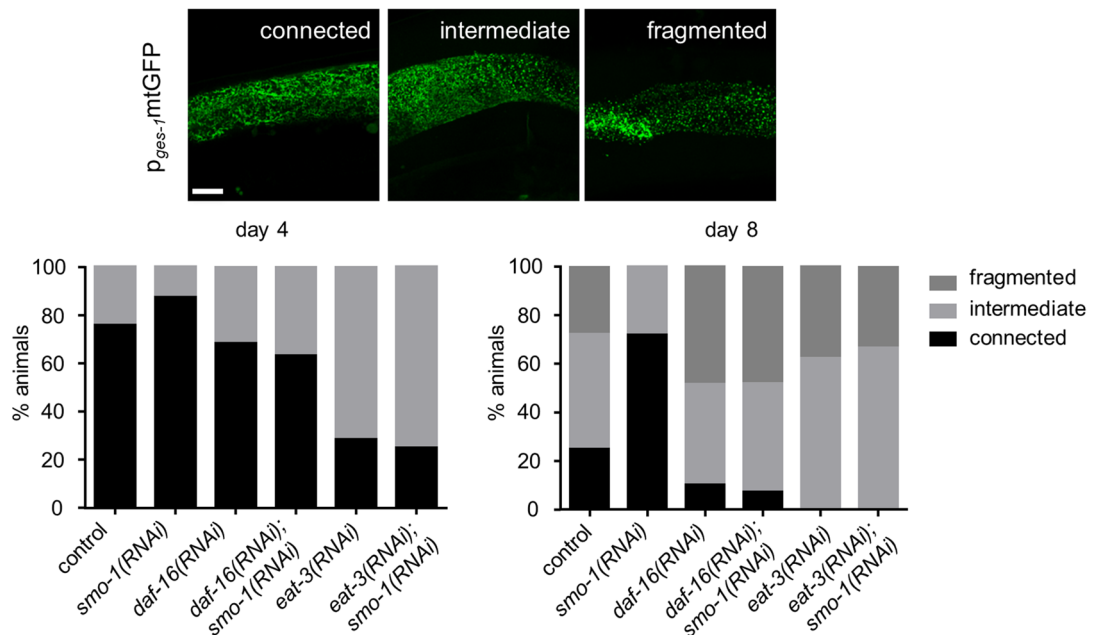 connected
intermediate
fragmented
pges-1mtGFP
day 4
day 8
100
80
60
40
20
0
% animals
control
smo-1(RNAi)
daf-16(RNAi)
daf-16(RNAi);
smo-1(RNAi)
eat-3(RNAi)
eat-3(RNAi);
smo-1(RNAi)
100
80
60
40
20
0
% animals
control
smo-1(RNAi)
daf-16(RNAi)
daf-16(RNAi);
smo-1(RNAi)
eat-3(RNAi)
eat-3(RNAi);
smo-1(RNAi)
fragmented
intermediate
connected